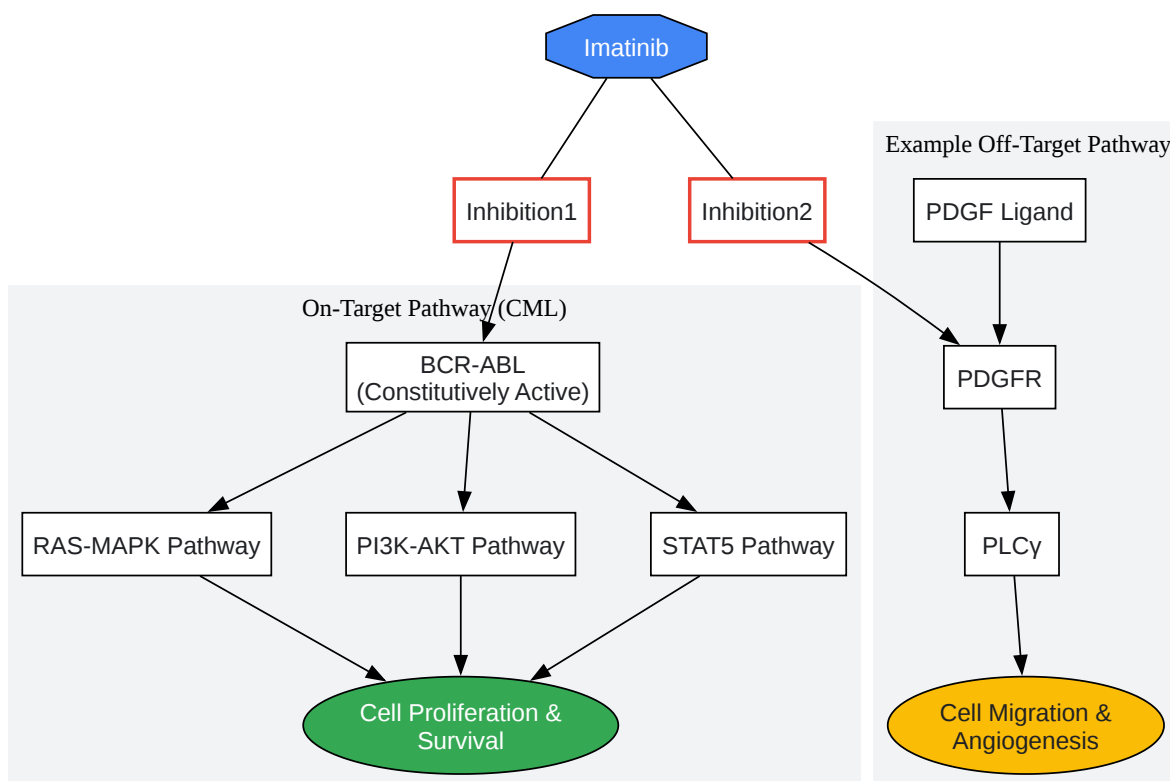 Imatinib
Example Off-Target Pathway
Inhibition1
Inhibition2
PDGF Ligand
On-Target Pathway (CML)
BCR-ABL
(Constitutively Active)
PDGFR
RAS-MAPK Pathway
PI3K-AKT Pathway
STAT5 Pathway
PLCγ
Cell Proliferation &
Survival
Cell Migration &
Angiogenesis